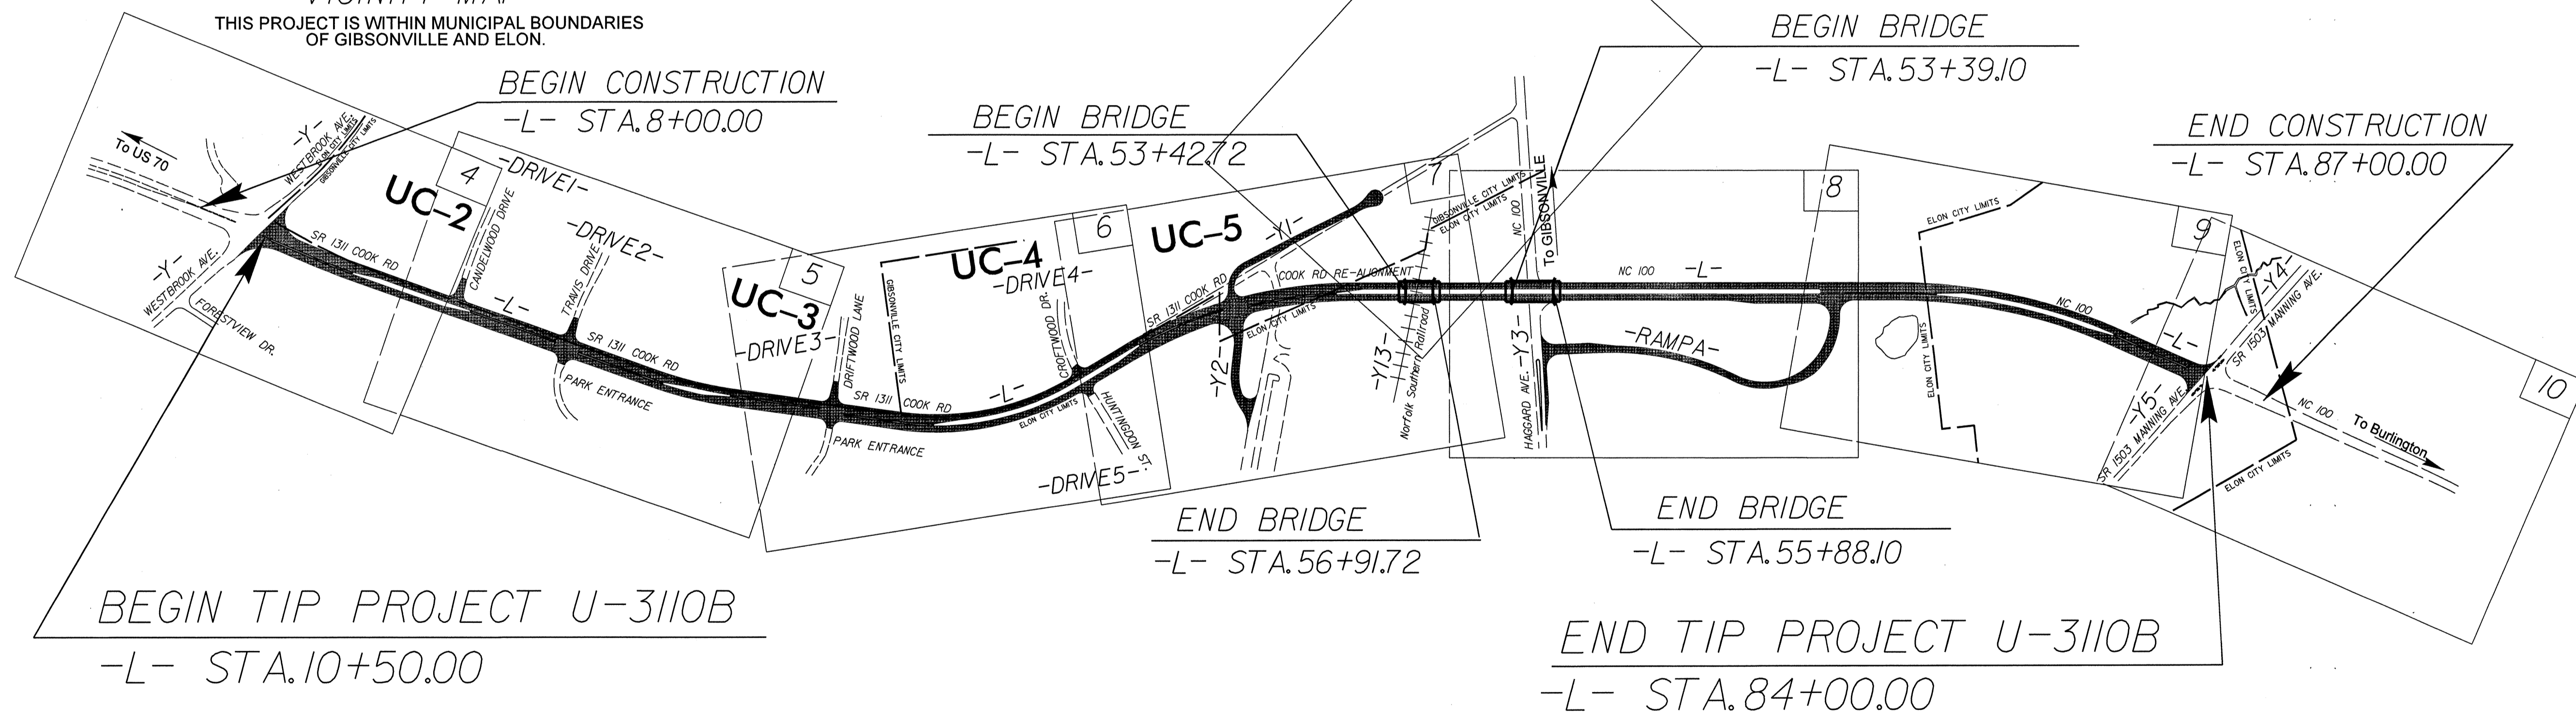 VICINITY MAP
THIS PROJECT IS WITHIN MUNICIPAL BOUNDARIES
OF GIBSONVILLE AND ELON.
BEGIN CONSTRUCTION
-L- STA.8+00.00
BEGIN BRIDGE
-L- STA.53+42.72
BEGIN BRIDGE
-L- STA.53+39.10
END CONSTRUCTION
-L- STA.87+00.00
To US 70
-Y-
WESTBROOK AVE.
ELON CITY LIMITS
GIBSONVILLE CITY LIMITS
-Y-
WESTBROOK AVE.
FORESTVIEW DR.
SR 1311 COOK RD
4
UC-2
-DRIVE1-
CANDELWOOD DRIVE
-L-
-DRIVE2-
TRAVIS DRIVE
SR 1311 COOK RD
PARK ENTRANCE
5
UC-3
-DRIVE3-
DRIFTWOOD LANE
GIBSONVILLE CITY LIMITS
SR 1311 COOK RD
PARK ENTRANCE
UC-4
-DRIVE4-
CROFTWOOD DR.
-L-
ELON CITY LIMITS
HUNTINGDON ST.
-DRIVE5-
6
UC-5
-Y1-
SR 1311 COOK RD
COOK RD RE-ALIGNMENT
ELON CITY LIMITS
-Y2-
7
GIBSONVILLE CITY LIMITS
ELON CITY LIMITS
-Y13-
Norfolk Southern Railroad
NC 100
To GIBSONVILLE
HAGGARD AVE.
-Y3-
NC 100
-L-
-RAMPA-
8
ELON CITY LIMITS
ELON CITY LIMITS
NC 100
-L-
9
ELON CITY LIMITS
-Y4-
SR 1503 MANNING AVE.
-Y5-
SR 1503 MANNING AVE.
ELON CITY LIMITS
NC 100
To Burlington
10
END BRIDGE
-L- STA.56+91.72
END BRIDGE
-L- STA.55+88.10
BEGIN TIP PROJECT U-3110B
-L- STA.10+50.00
END TIP PROJECT U-3110B
-L- STA.84+00.00